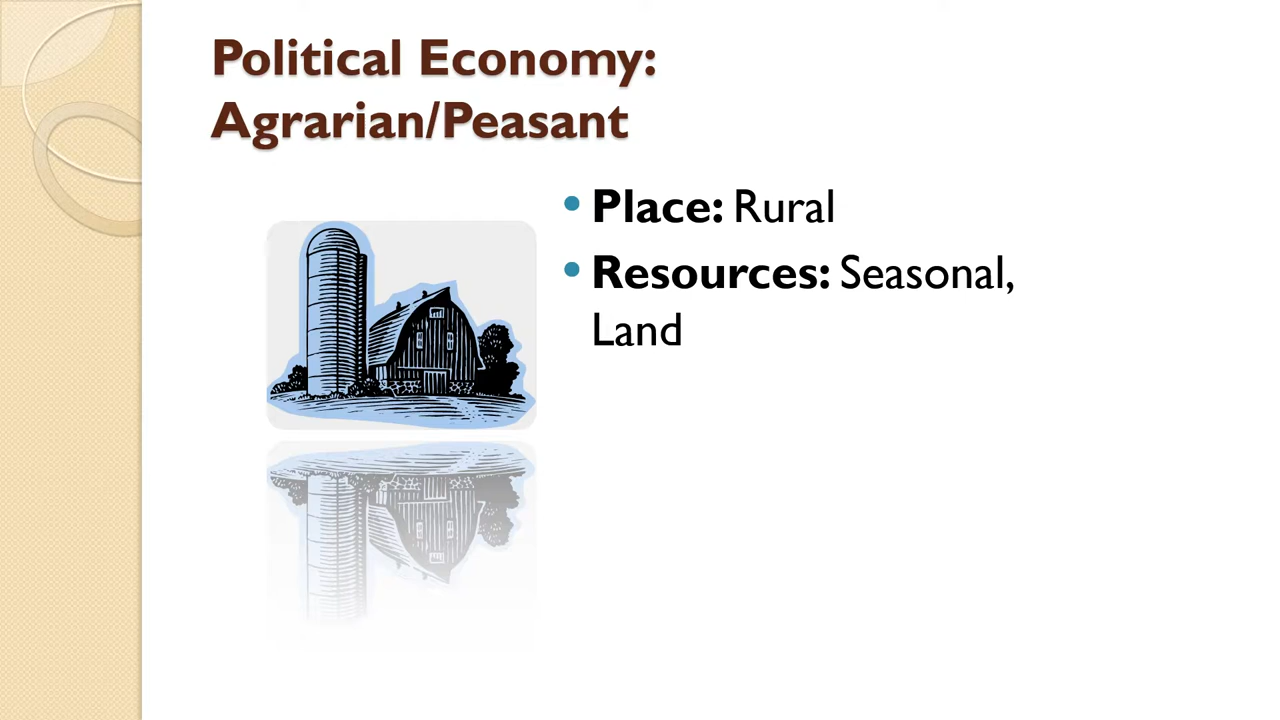 Political Economy:
Agrarian/Peasant
• Place: Rural
• Resources: Seasonal,
Land